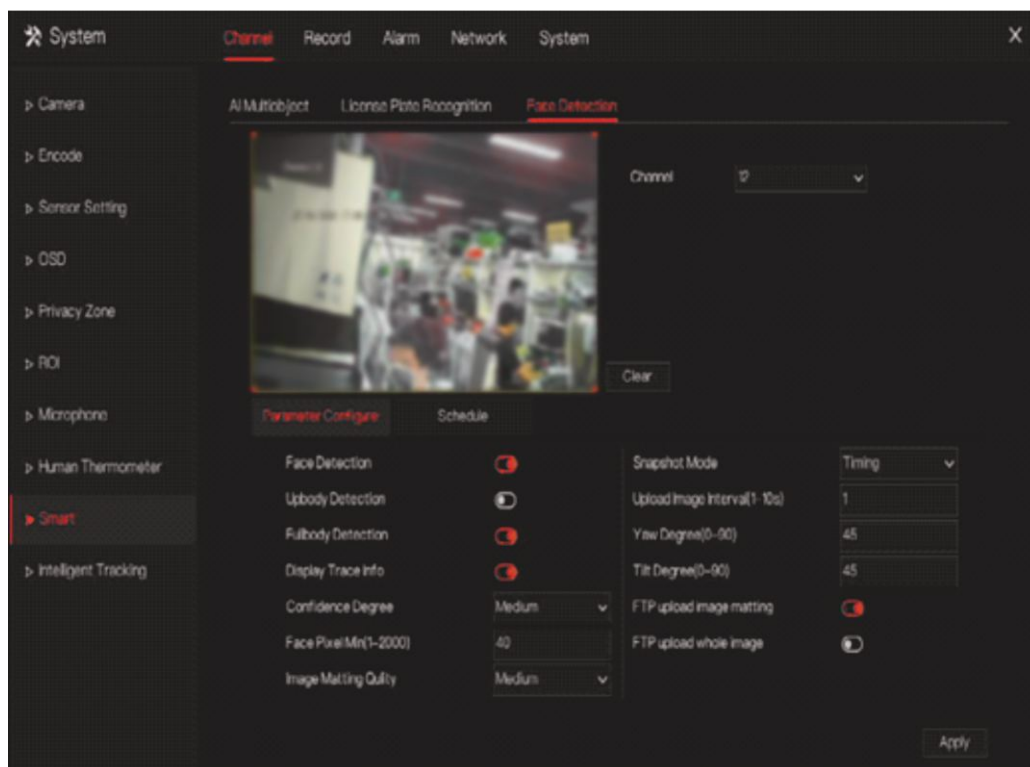 System Channel Record Alarm Network System X
Camera
Encode
Sensor Setting
OSD
Privacy Zone
ROI
Microphone
Human Thermometer
Smart
Intelligent Tracking
AI Multiobject License Plate Recognition Face Detection
Channel 12
Clear
Parameter Configure Schedule
Face Detection
Upbody Detection
Fullbody Detection
Display Trace Info
Confidence Degree Medium
Face Pixel Min(1-2000) 40
Image Matting Qulity Medium
Snapshot Mode Timing
Upload Image Interval(1-10s) 1
Yaw Degree(0-90) 45
Tilt Degree(0-90) 45
FTP upload image matting
FTP upload whole image
Apply